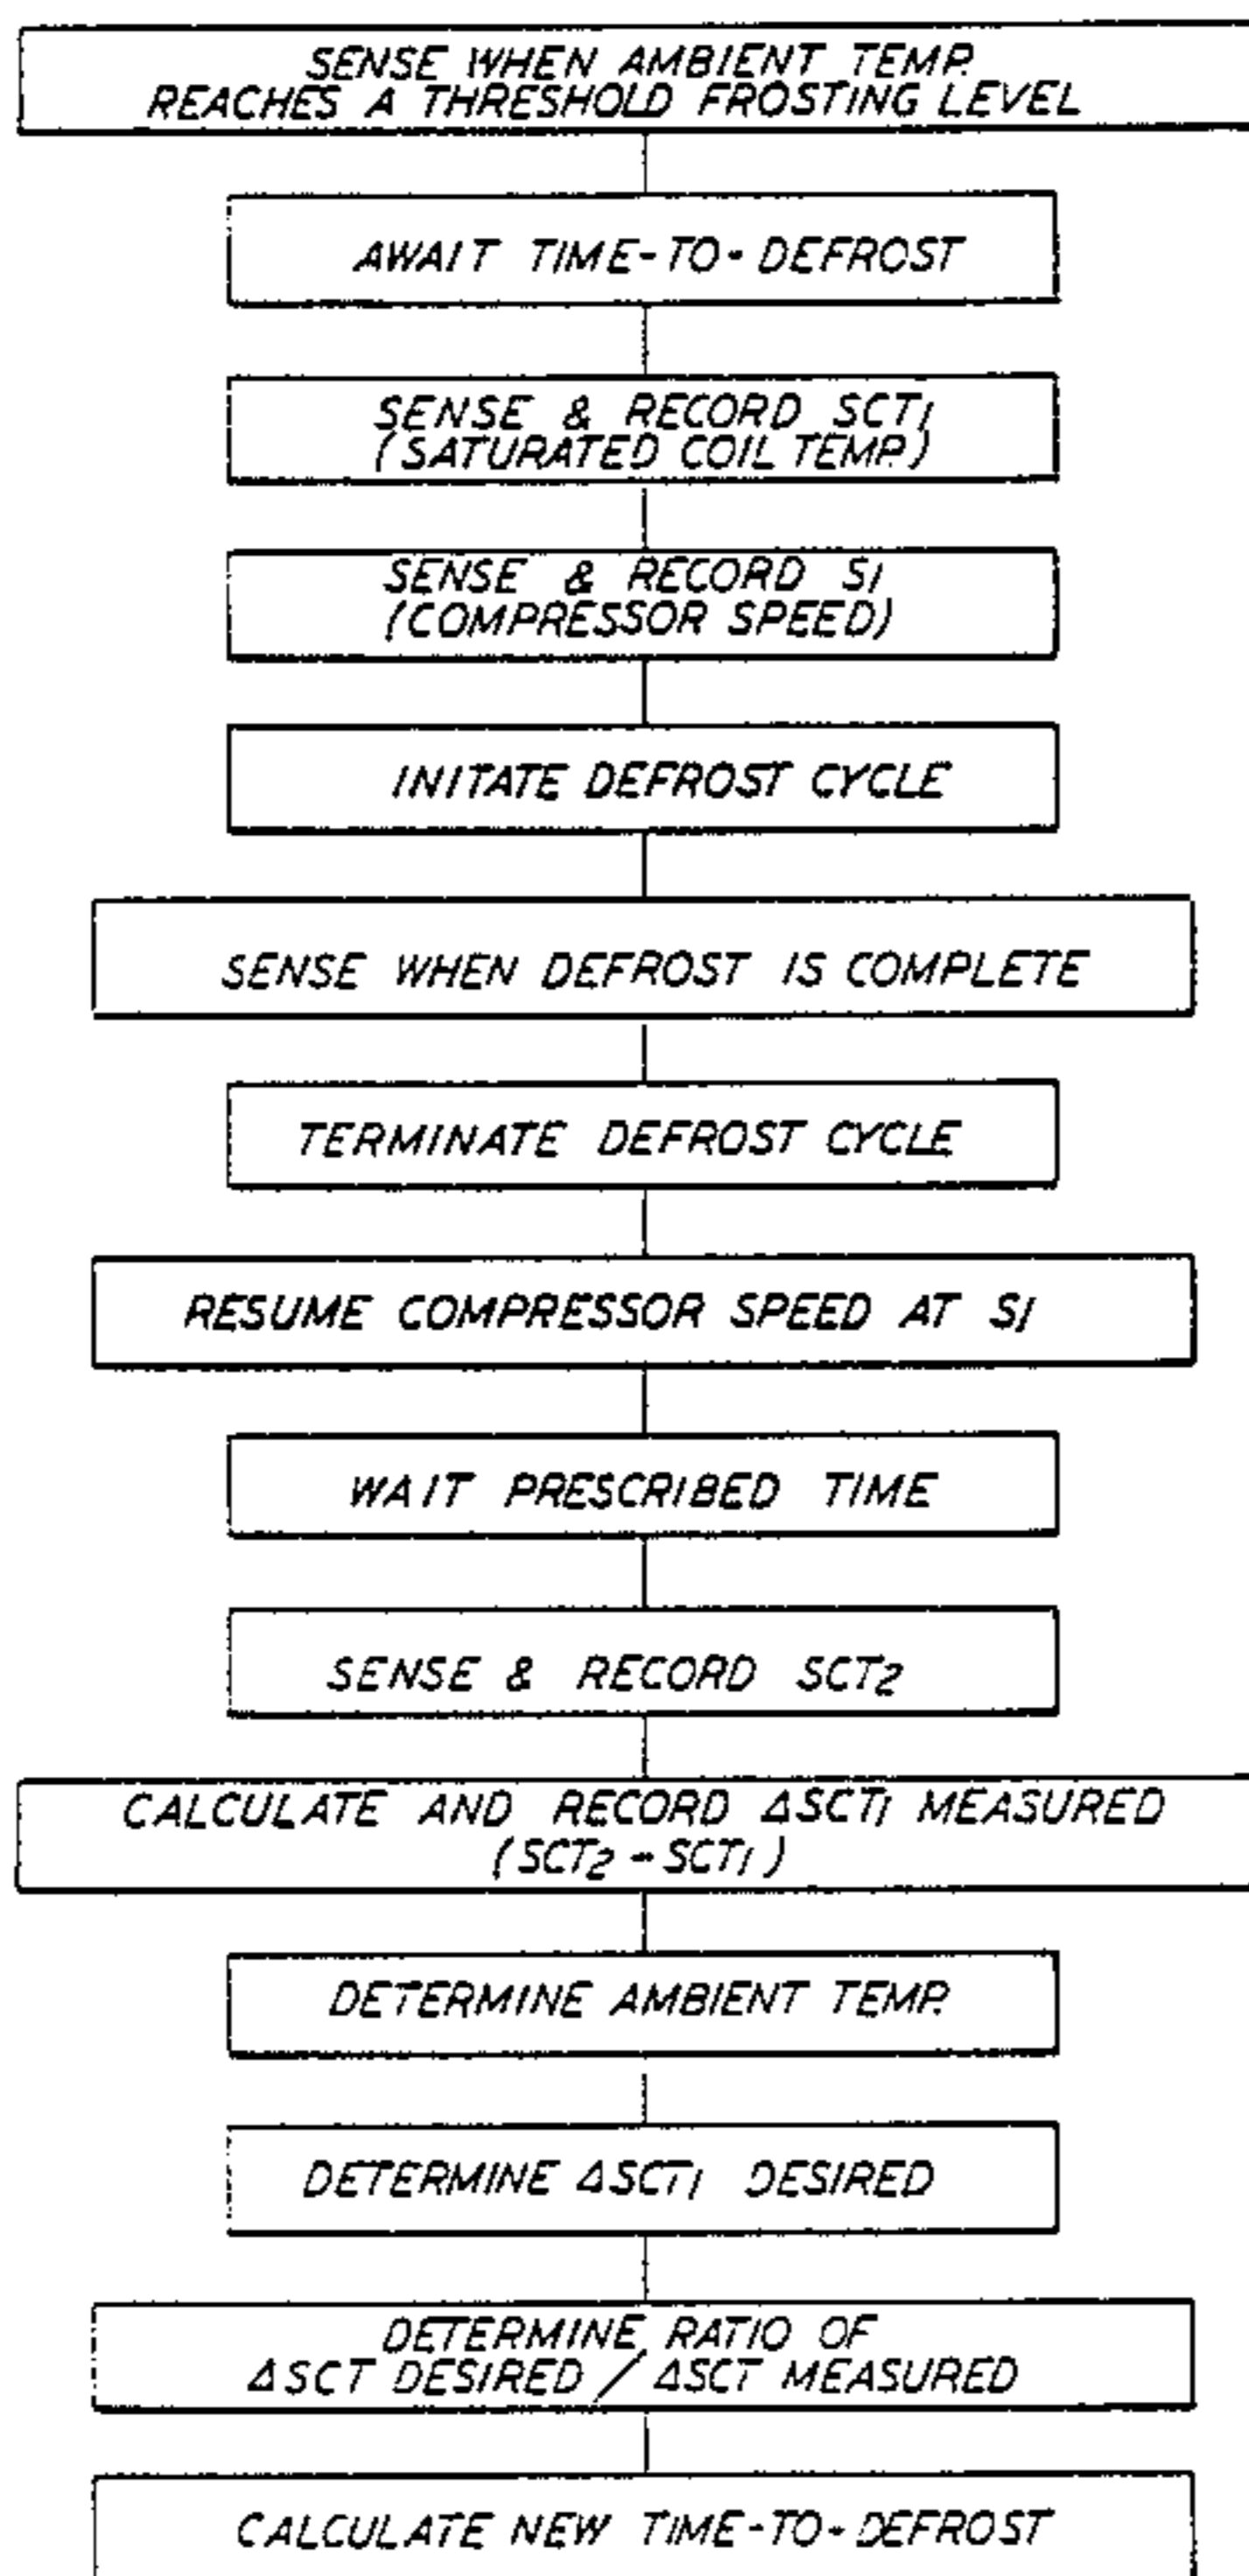 SENSE WHEN AMBIENT TEMP.
REACHES A THRESHOLD FROSTING LEVEL
AWAIT TIME-TO-DEFROST
SENSE & RECORD SCT1
(SATURATED COIL TEMP.)
SENSE & RECORD S1
(COMPRESSOR SPEED)
INITATE DEFROST CYCLE
SENSE WHEN DEFROST IS COMPLETE
TERMINATE DEFROST CYCLE
RESUME COMPRESSOR SPEED AT S1
WAIT PRESCRIBED TIME
SENSE & RECORD SCT2
CALCULATE AND RECORD ΔSCT1 MEASURED
(SCT2-SCT1)
DETERMINE AMBIENT TEMP.
DETERMINE ΔSCT1 DESIRED
DETERMINE RATIO OF
ΔSCT DESIRED / ΔSCT MEASURED
CALCULATE NEW TIME-TO-DEFROST